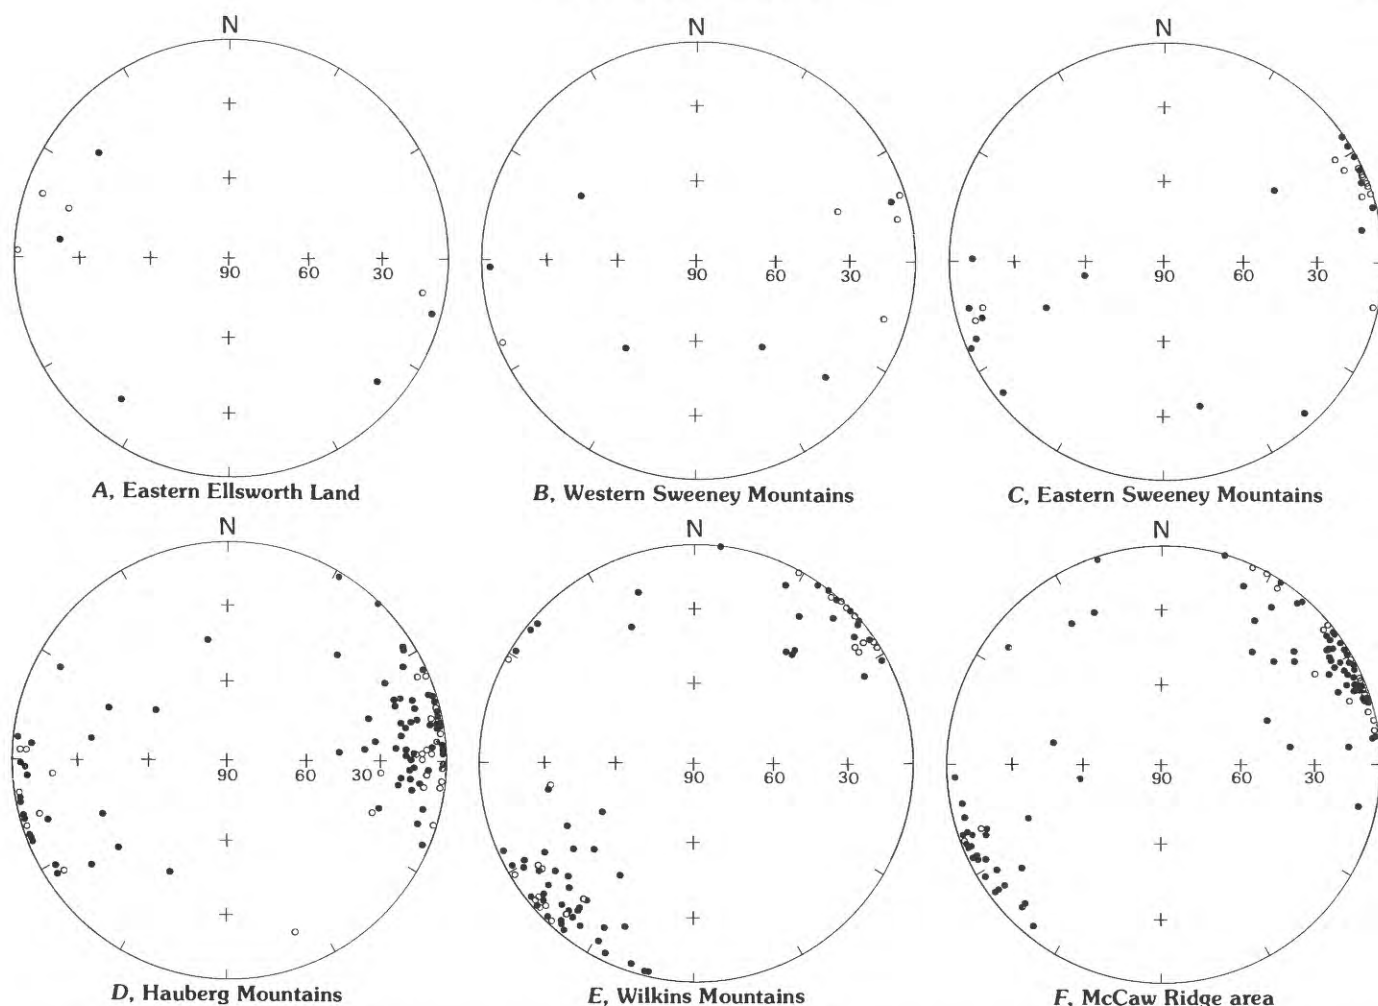 N
N
N
90
60
30
90
60
30
90
60
30
A, Eastern Ellsworth Land
B, Western Sweeney Mountains
C, Eastern Sweeney Mountains
N
N
N
90
60
30
90
60
30
90
60
30
D, Hauberg Mountains
E, Wilkins Mountains
F, McCaw Ridge area